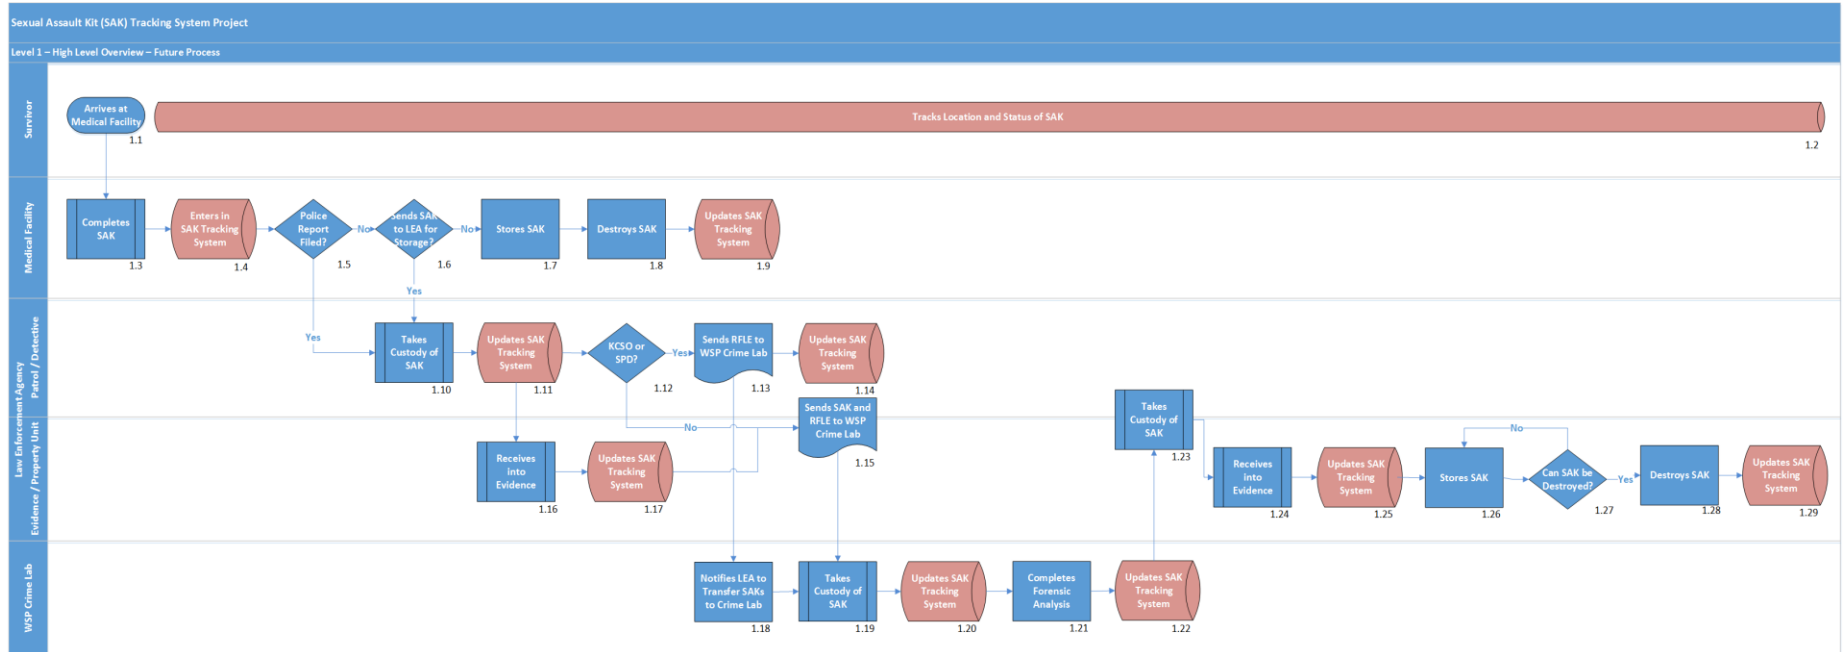 Sexual Assault Kit (SAK) Tracking System Project
Level 1 – High Level Overview – Future Process
Survivor
Arrives at
Medical Facility
1.1
Tracks Location and Status of SAK
1.2
Medical Facility
Completes
SAK
1.3
Enters in
SAK Tracking
System
1.4
Police
Report
Filed?
1.5
No
Sends SAK
to LEA for
Storage?
1.6
No
Stores SAK
1.7
Destroys SAK
1.8
Updates SAK
Tracking
System
1.9
Yes
Yes
Law Enforcement Agency
Patrol / Detective
Takes
Custody of
SAK
1.10
Updates SAK
Tracking
System
1.11
KCSO or
SPD?
1.12
Yes
Sends RFLE to
WSP Crime Lab
1.13
Updates SAK
Tracking
System
1.14
No
Sends SAK and
RFLE to WSP
Crime Lab
1.15
Evidence / Property Unit
Receives
into
Evidence
1.16
Updates SAK
Tracking
System
1.17
Takes
Custody of
SAK
1.23
Receives
into
Evidence
1.24
Updates SAK
Tracking
System
1.25
Stores SAK
1.26
No
Can SAK be
Destroyed?
1.27
Yes
Destroys SAK
1.28
Updates SAK
Tracking
System
1.29
WSP Crime Lab
Notifies LEA to
Transfer SAKs
to Crime Lab
1.18
Takes
Custody of
SAK
1.19
Updates SAK
Tracking
System
1.20
Completes
Forensic
Analysis
1.21
Updates SAK
Tracking
System
1.22